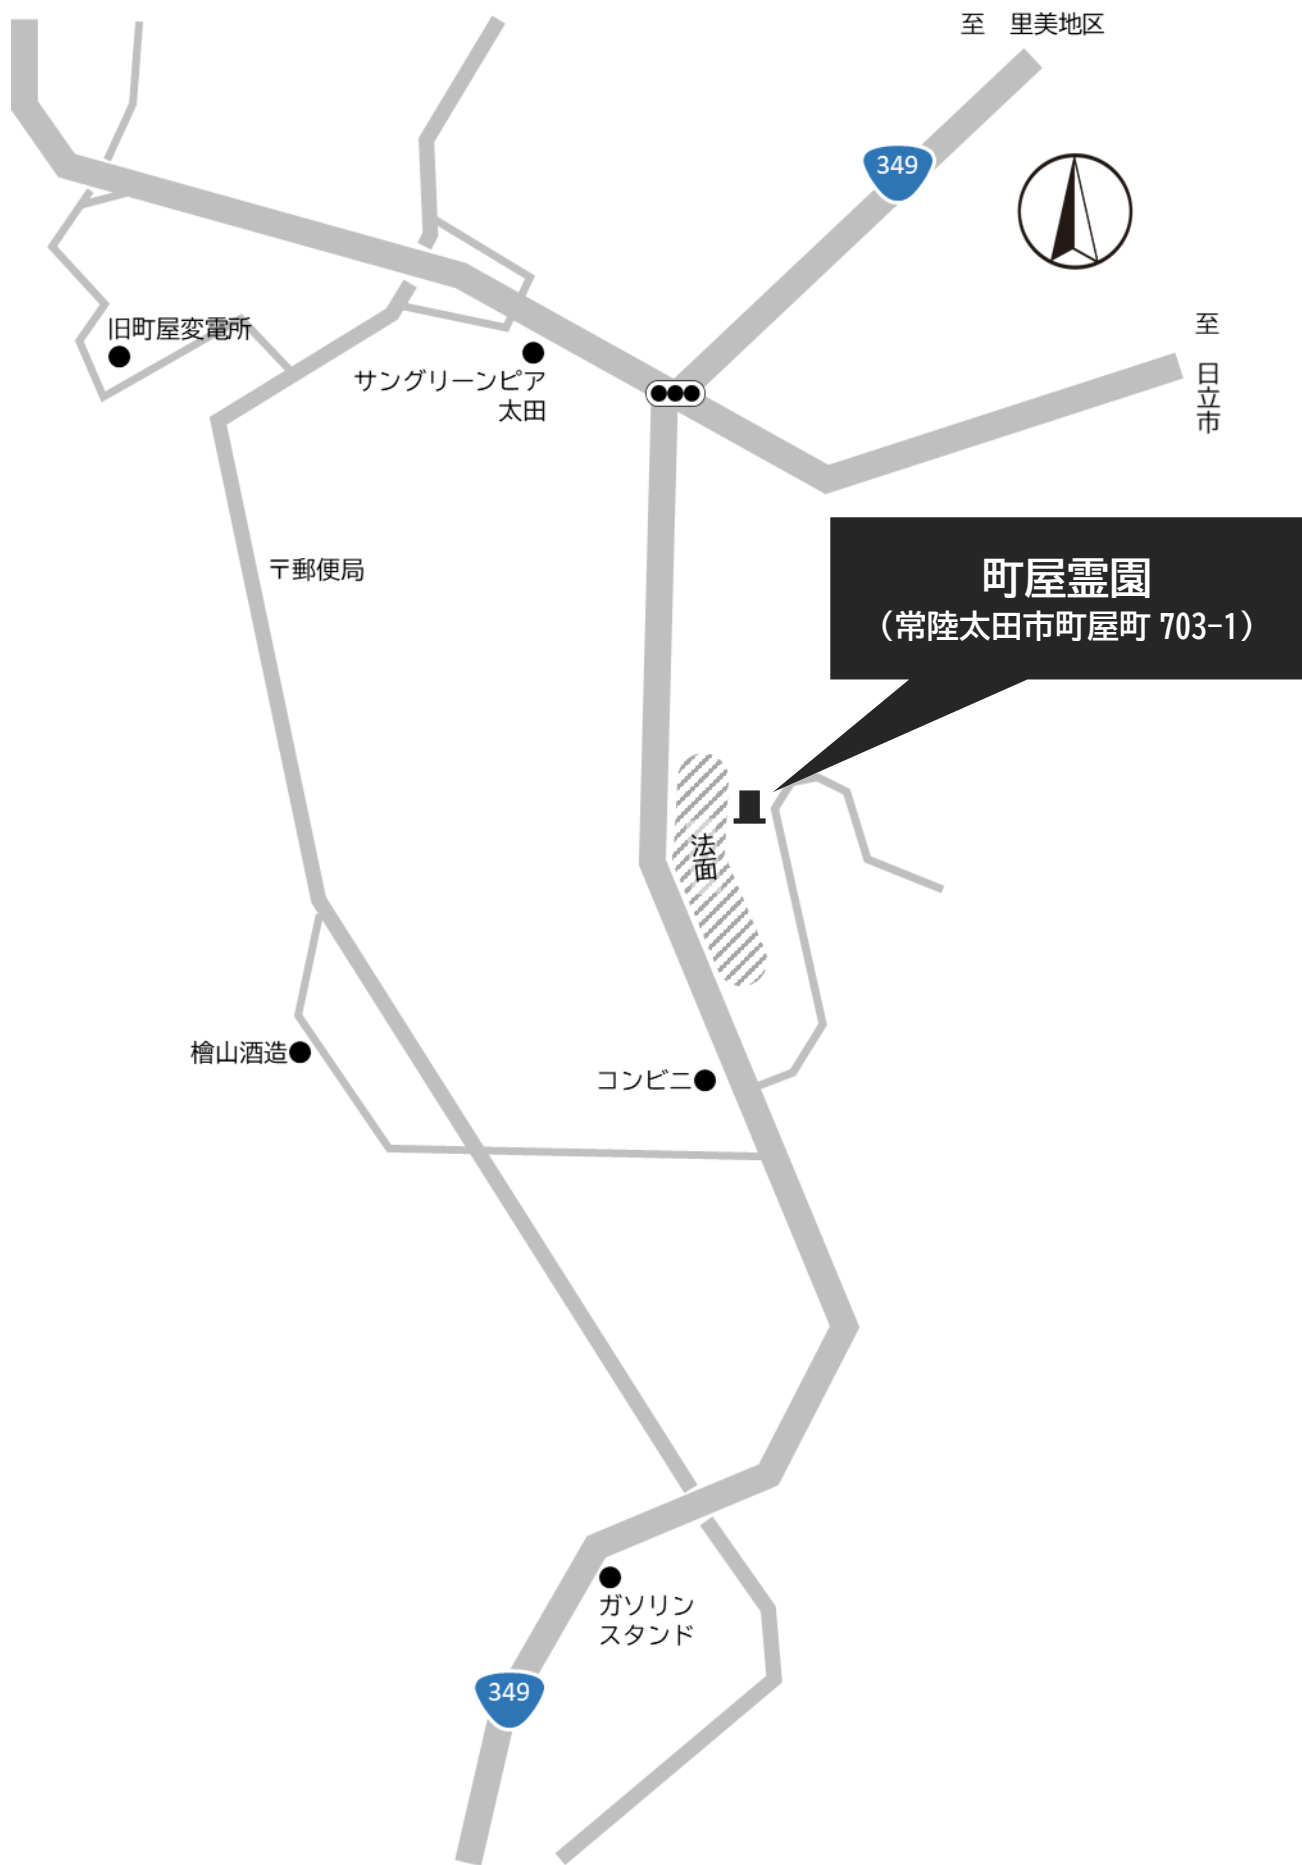 至　里美地区
349
至　日立市
旧町屋変電所
サングリーンピア
太田
〒郵便局
町屋霊園
（常陸太田市町屋町 703-1）
法面
檜山酒造
コンビニ
ガソリン
スタンド
349